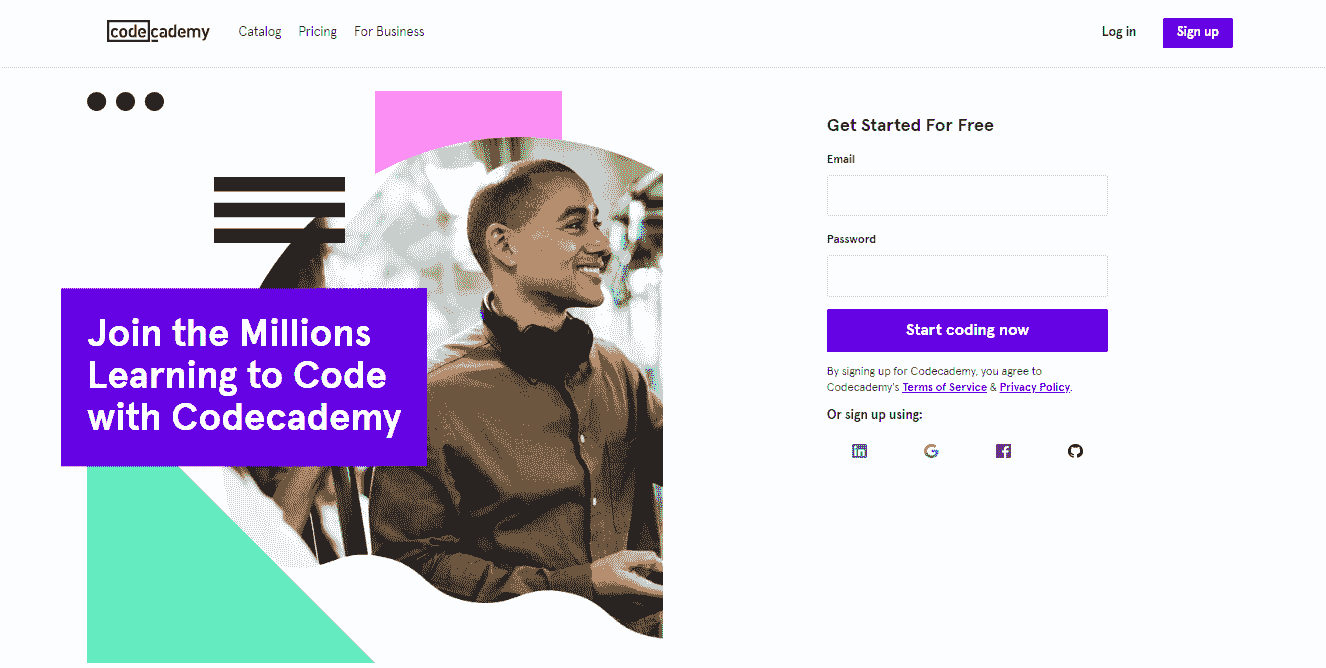 codecademy
Catalog
Pricing
For Business
Log in
Sign up
Join the Millions
Learning to Code
with Codecademy
Get Started For Free
Email
Password
Start coding now
By signing up for Codecademy, you agree to
Codecademy's Terms of Service & Privacy Policy.
Or sign up using: